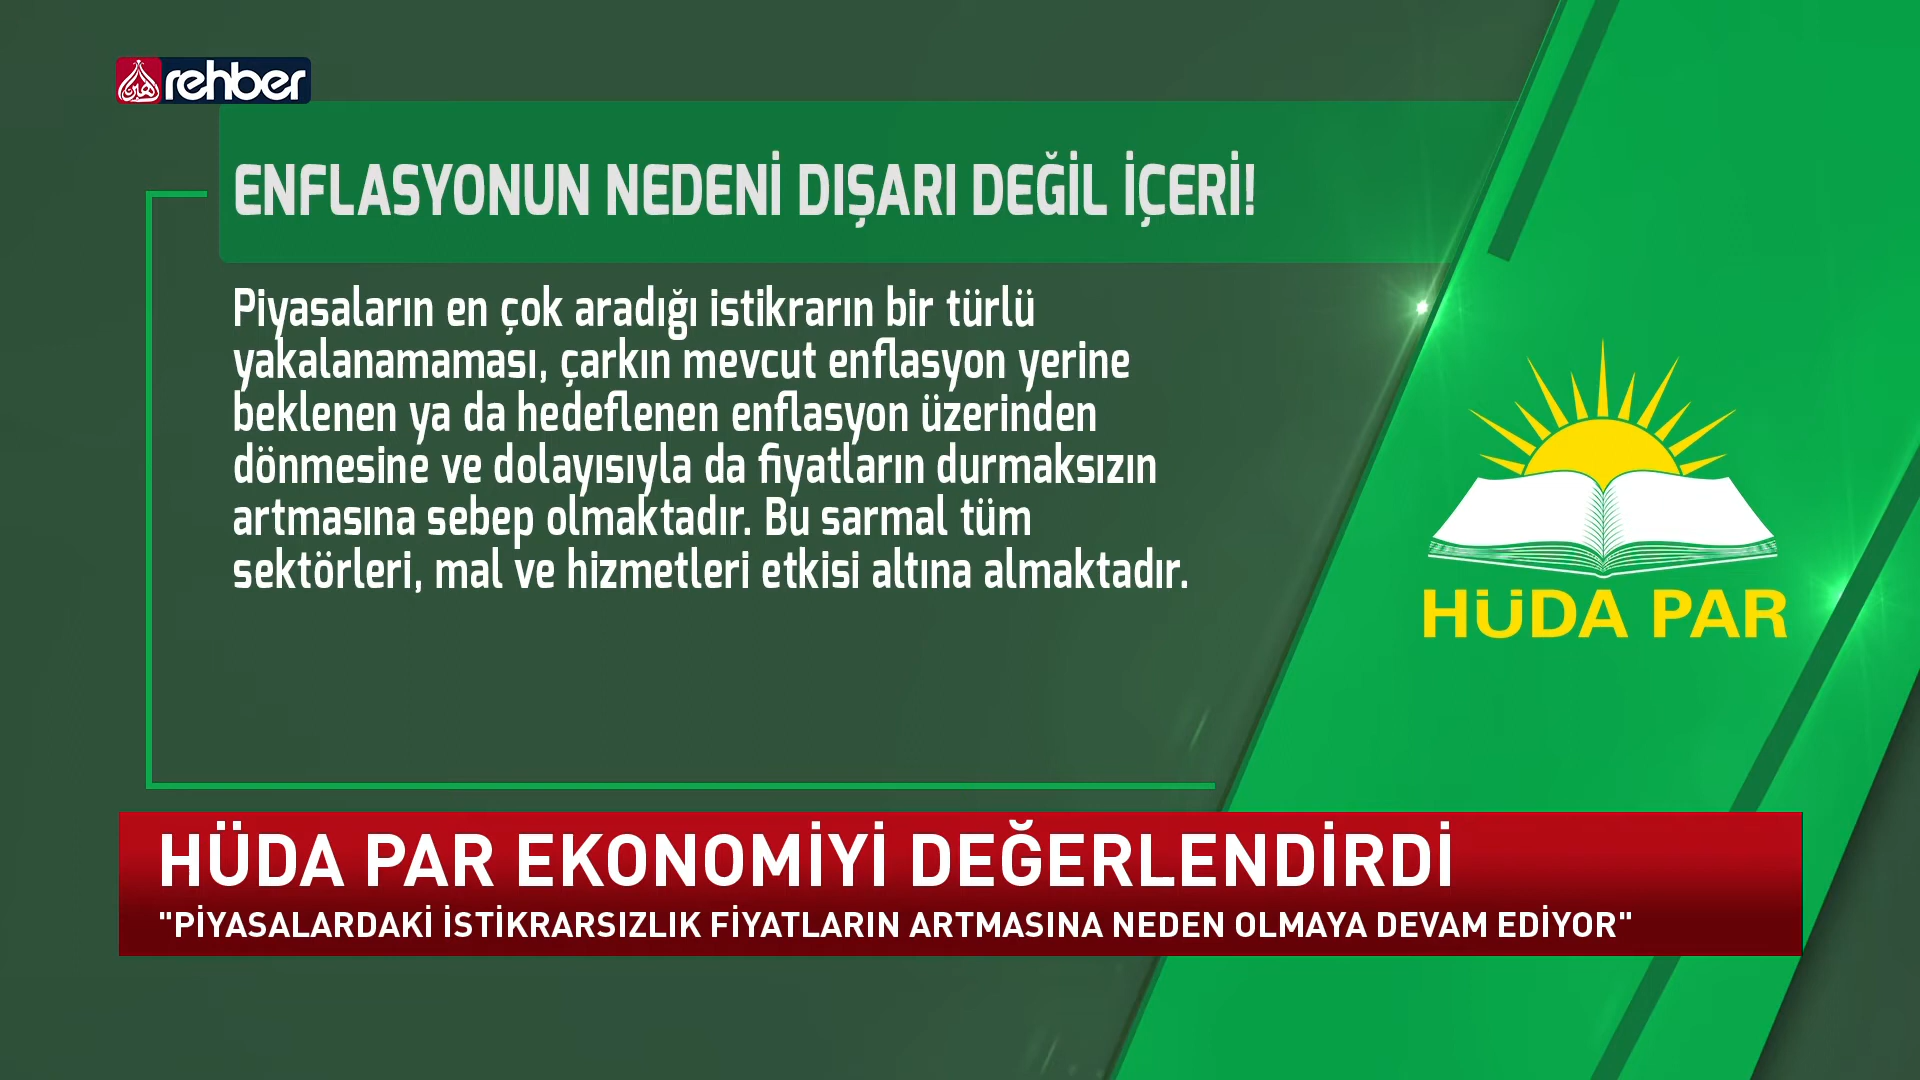 rehber
ENFLASYONUN NEDENİ DIŞARI DEĞİL İÇERİ!
Piyasaların en çok aradığı istikrarın bir türlü
yakalanamaması, çarkın mevcut enflasyon yerine
beklenen ya da hedeflenen enflasyon üzerinden
dönmesine ve dolayısıyla da fiyatların durmaksızın
artmasına sebep olmaktadır. Bu sarmal tüm
sektörleri, mal ve hizmetleri etkisi altına almaktadır.
HÜDA PAR
HÜDA PAR EKONOMİYİ DEĞERLENDİRDİ
"PİYASALARDAKİ İSTİKRARSIZLIK FİYATLARIN ARTMASINA NEDEN OLMAYA DEVAM EDİYOR"